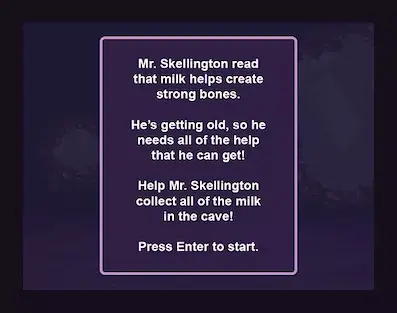 Mr. Skellington read
that milk helps create
strong bones.
He's getting old, so he
needs all of the help
that he can get!
Help Mr. Skellington
collect all of the milk
in the cave!
Press Enter to start.